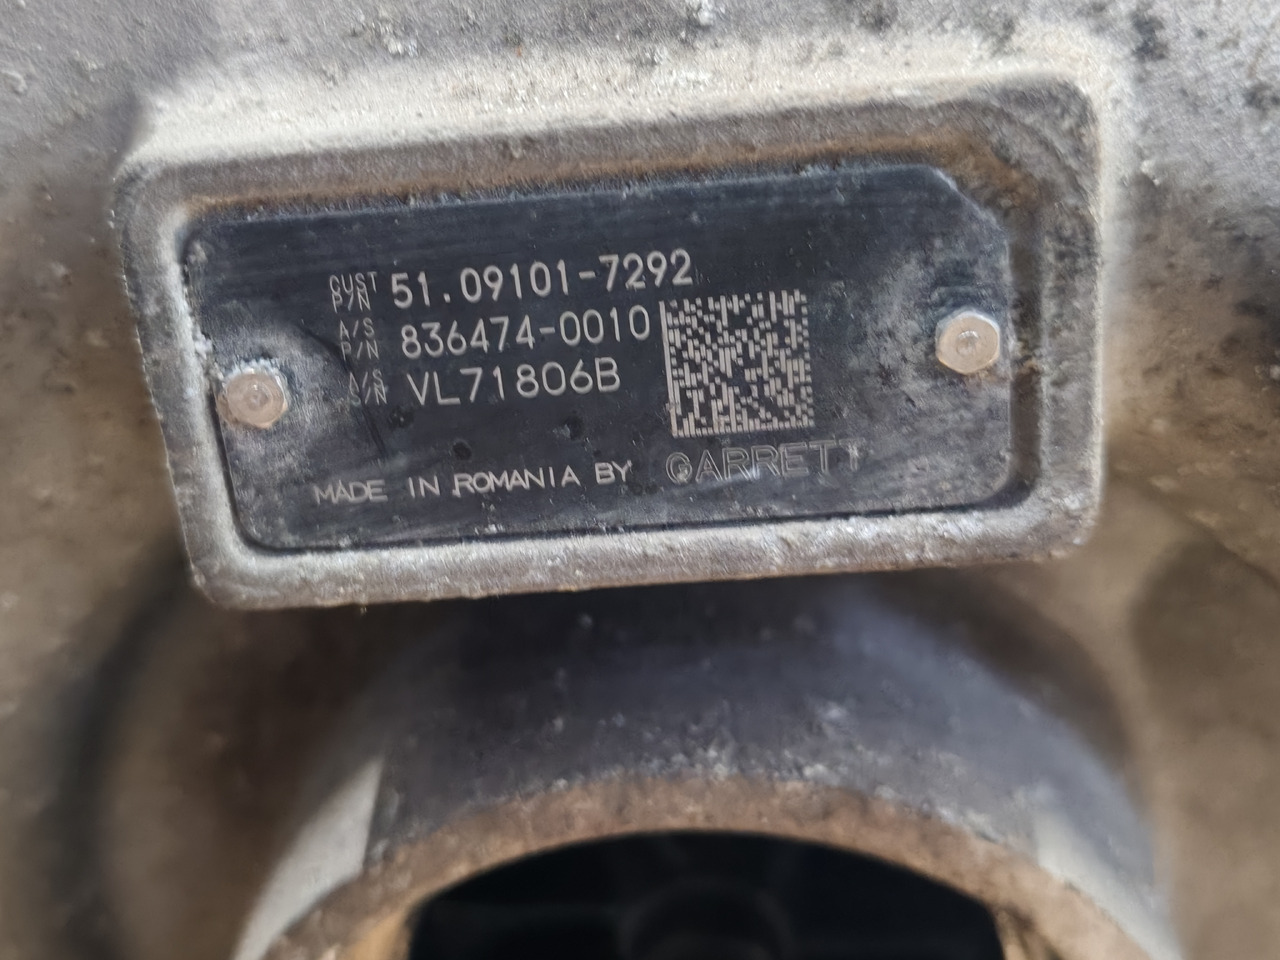 CUST P/N 51.09101-7292
A/S P/N 836474-0010
A/S S/N VL71806B
MADE IN ROMANIA BY GARRETT